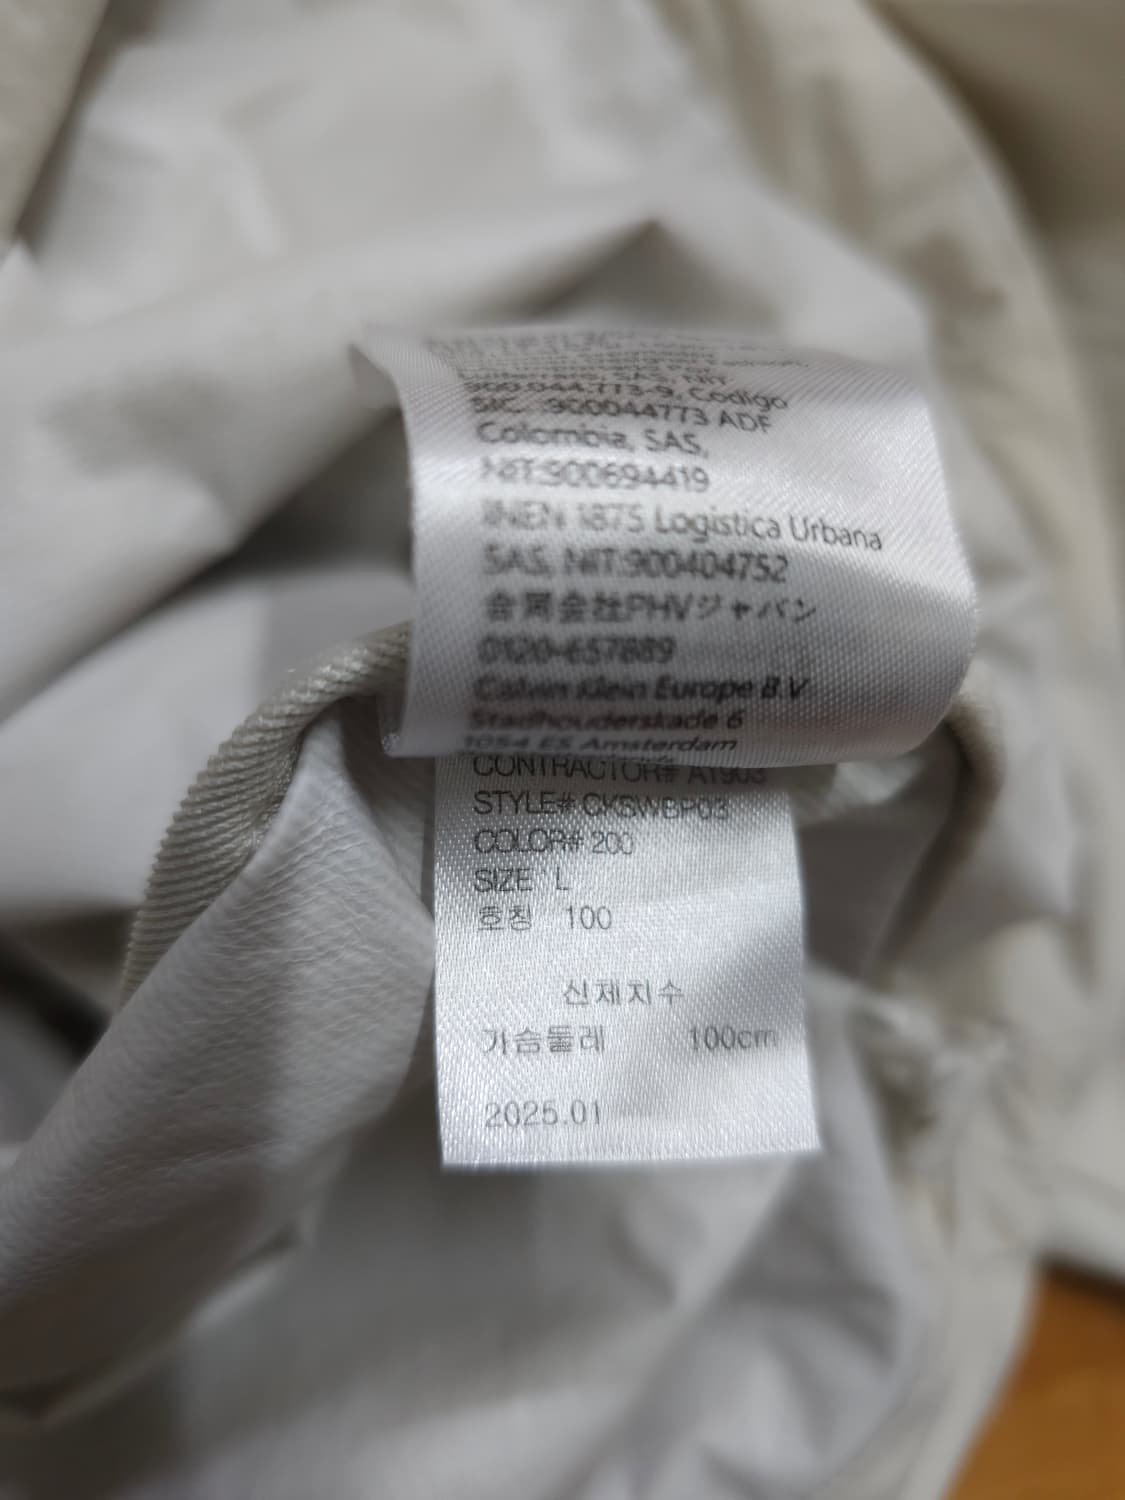 900.044.773-9, Codigo
SIC. 900044773 ADF
Colombia, SAS,
NIT:900694419
1875 Logistica Urbana
SAS, NIT:900404752
合同会社PHVジャパン
0120-657889
Calvin Klein Europe B.V
Stadhouderskade 6
1054 ES Amsterdam
CONTRACTOR# AT903
STYLE# CKSWBP03
COLOR# 200
SIZE L
호칭 100
신체치수
가슴둘레 100cm
2025.01